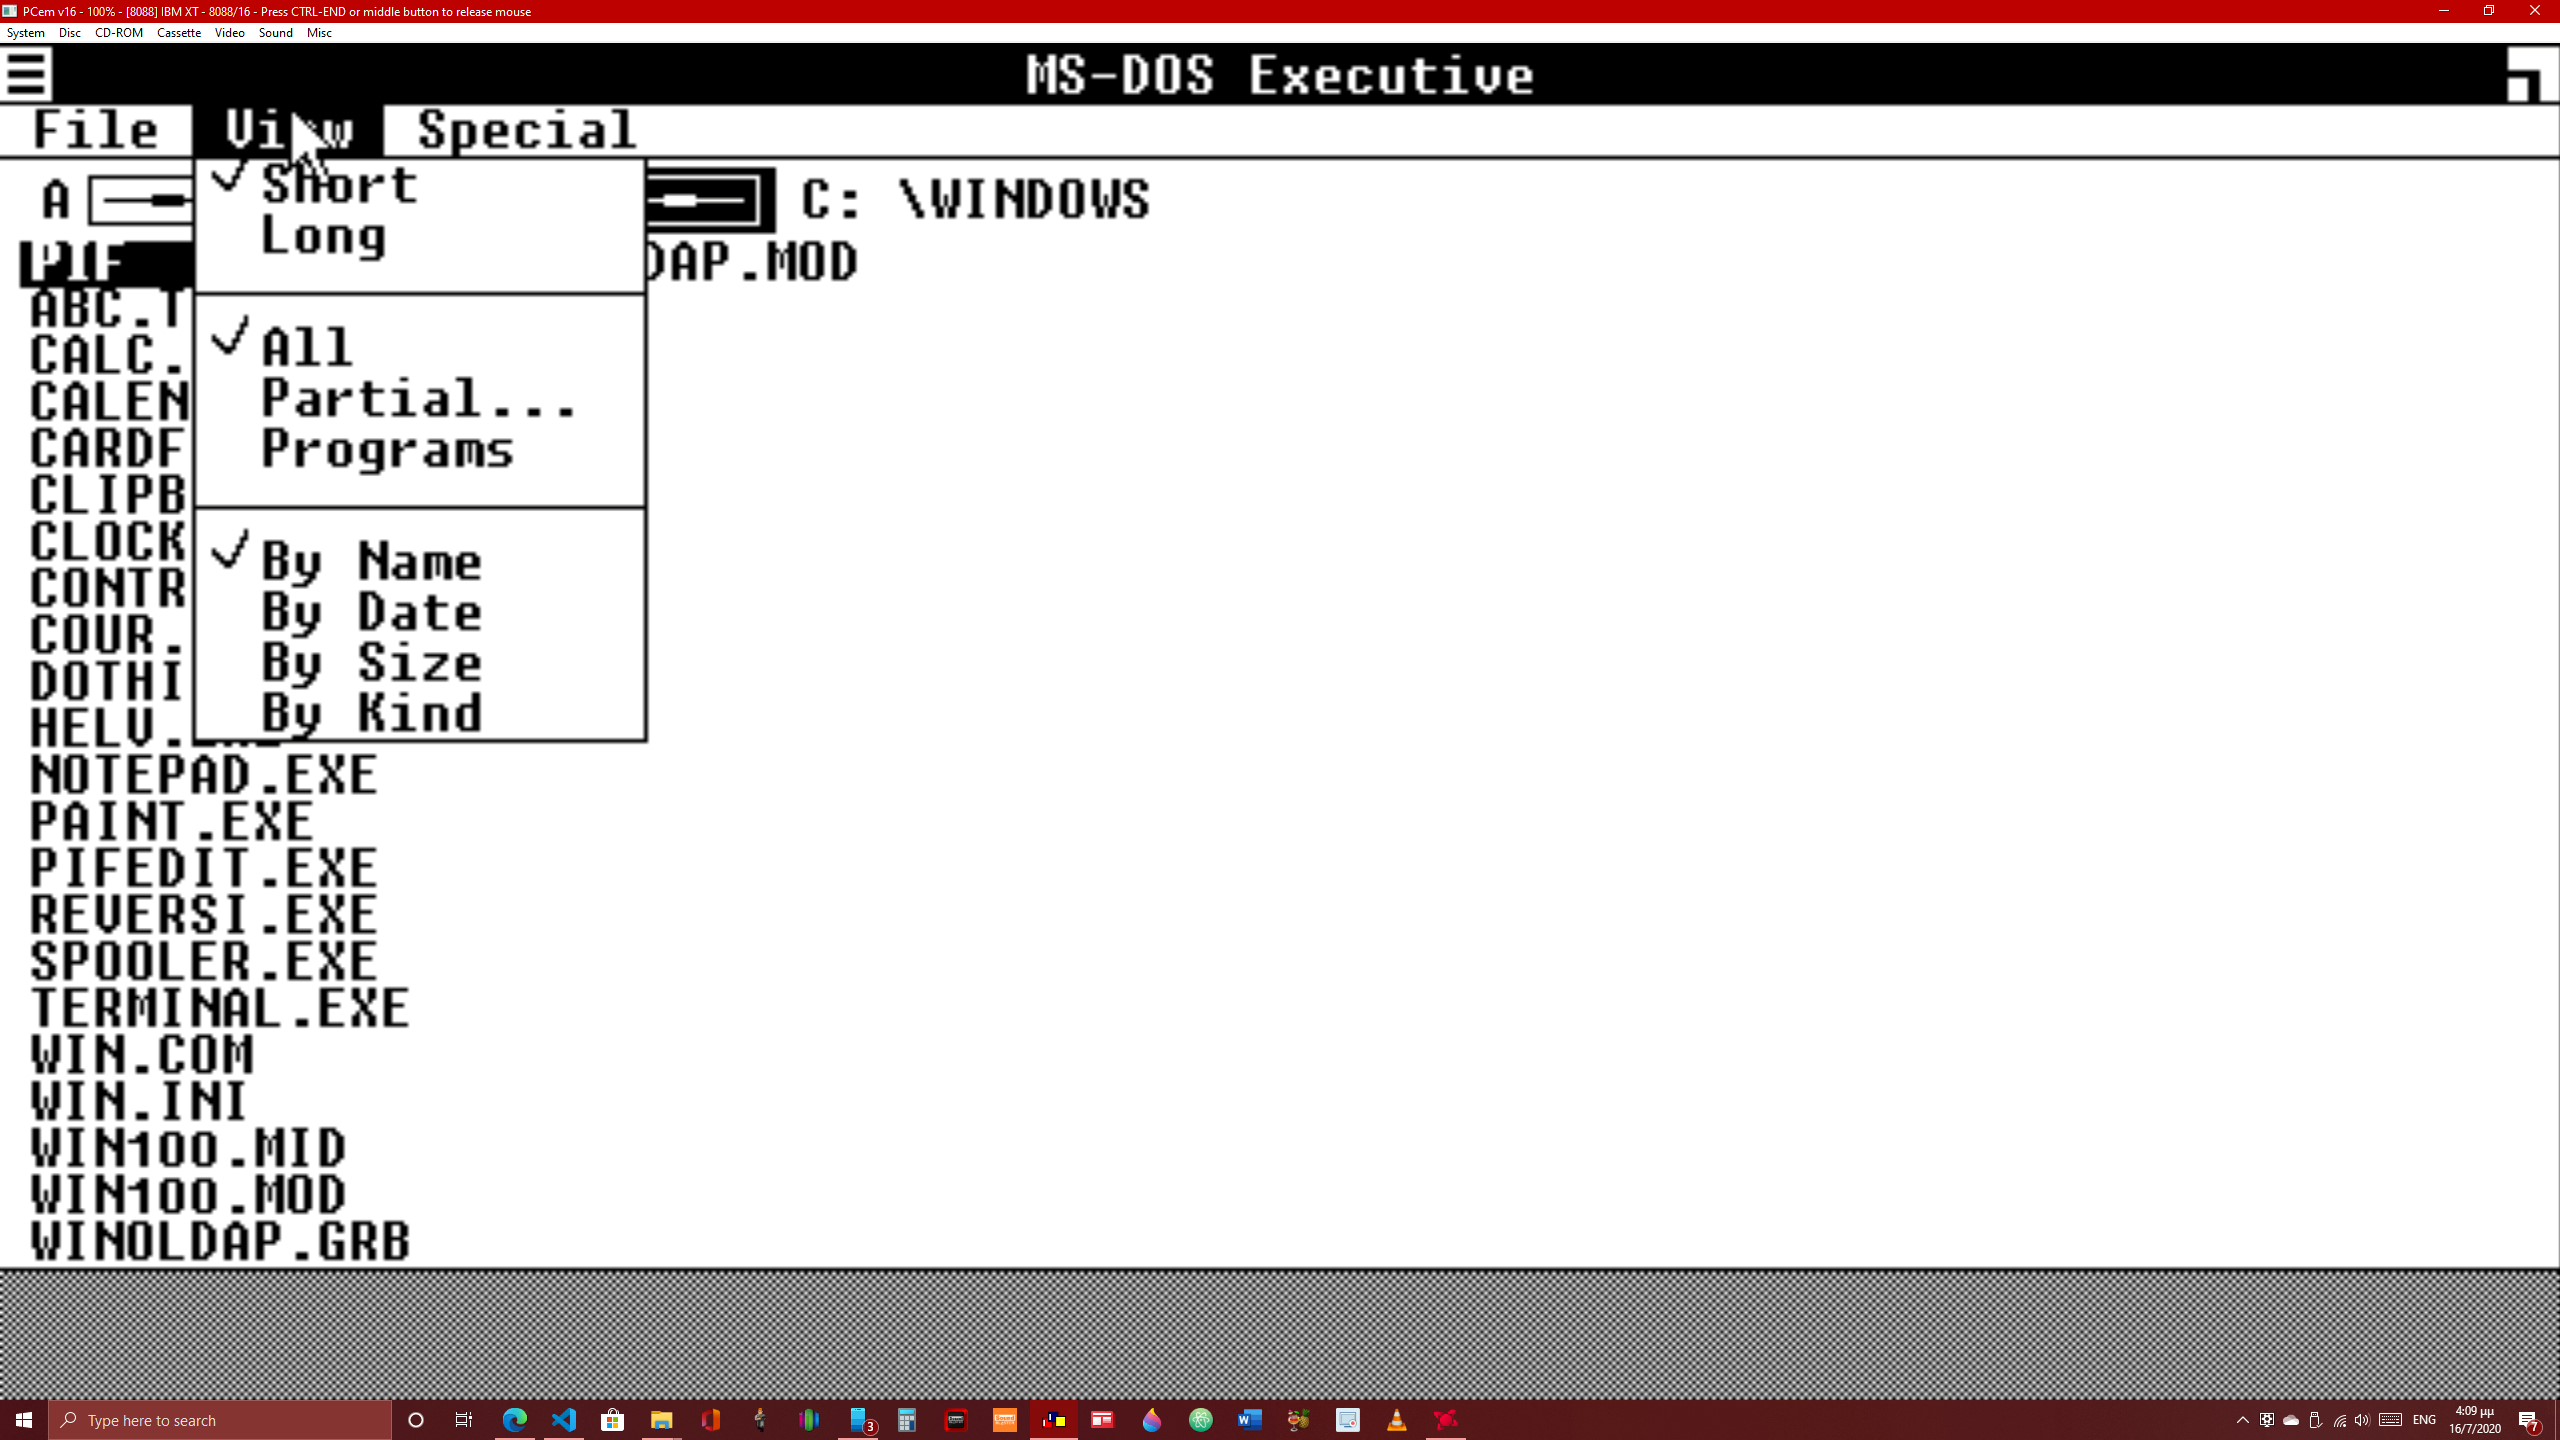 PCem v16 - 100% - [8088] IBM XT - 8088/16 - Press CTRL-END or middle button to release mouse
System Disc CD-ROM Cassette Video Sound Misc
MS-DOS Executive
File View Special
A C: \WINDOWS
Short
Long
All
Partial...
Programs
By Name
By Date
By Size
By Kind
PIF DAP.MOD
ABC.T
CALC.
CALEN
CARDF
CLIPB
CLOCK
CONTR
COUR.
DOTHI
HELV.
NOTEPAD.EXE
PAINT.EXE
PIFEDIT.EXE
REVERSI.EXE
SPOOLER.EXE
TERMINAL.EXE
WIN.COM
WIN.INI
WIN100.MID
WIN100.MOD
WINOLDAP.GRB
Type here to search
3
ENG
4:09 μμ
16/7/2020
7